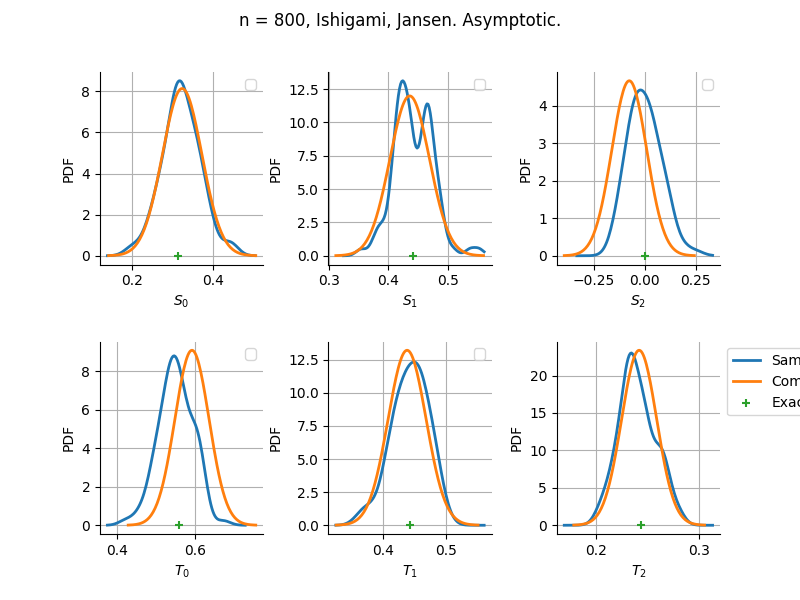 n = 800, Ishigami, Jansen. Asymptotic.
PDF
8
6
4
2
0
0.2
0.4
S₀
PDF
12.5
10.0
7.5
5.0
2.5
0.0
0.3
0.4
0.5
S₁
PDF
4
3
2
1
0
−0.25
0.00
0.25
S₂
PDF
8
6
4
2
0
0.4
0.6
T₀
PDF
12.5
10.0
7.5
5.0
2.5
0.0
0.4
0.5
T₁
PDF
20
15
10
5
0
0.2
0.3
T₂
Sam
Com
Exac